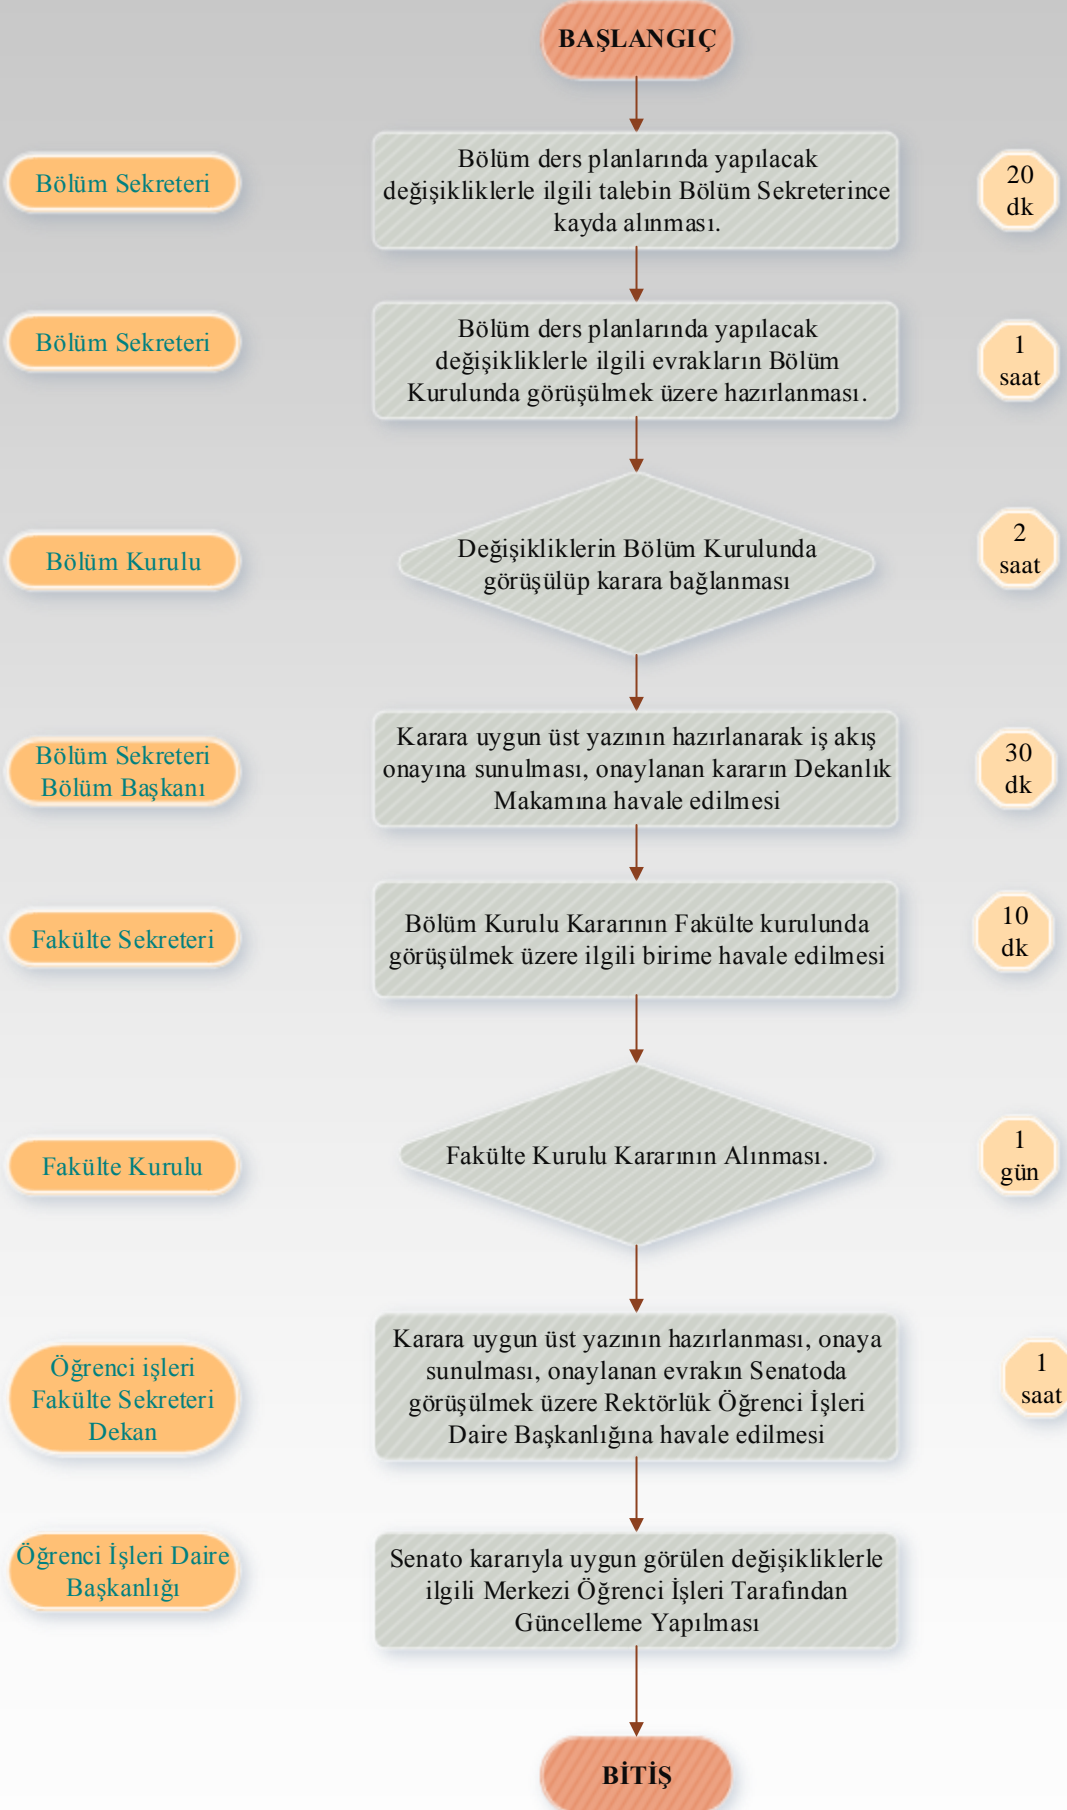 BAŞLANGIÇ
Bölüm Sekreteri
Bölüm ders planlarında yapılacak
değişikliklerle ilgili talebin Bölüm Sekreterince
kayda alınması.
20
dk
Bölüm Sekreteri
Bölüm ders planlarında yapılacak
değişikliklerle ilgili evrakların Bölüm
Kurulunda görüşülmek üzere hazırlanması.
1
saat
Bölüm Kurulu
Değişikliklerin Bölüm Kurulunda
görüşülüp karara bağlanması
2
saat
Bölüm Sekreteri
Bölüm Başkanı
Karara uygun üst yazının hazırlanarak iş akış
onayına sunulması, onaylanan kararın Dekanlık
Makamına havale edilmesi
30
dk
Fakülte Sekreteri
Bölüm Kurulu Kararının Fakülte kurulunda
görüşülmek üzere ilgili birime havale edilmesi
10
dk
Fakülte Kurulu
Fakülte Kurulu Kararının Alınması.
1
gün
Öğrenci işleri
Fakülte Sekreteri
Dekan
Karara uygun üst yazının hazırlanması, onaya
sunulması, onaylanan evrakın Senatoda
görüşülmek üzere Rektörlük Öğrenci İşleri
Daire Başkanlığına havale edilmesi
1
saat
Öğrenci İşleri Daire
Başkanlığı
Senato kararıyla uygun görülen değişikliklerle
ilgili Merkezi Öğrenci İşleri Tarafından
Güncelleme Yapılması
BİTİŞ